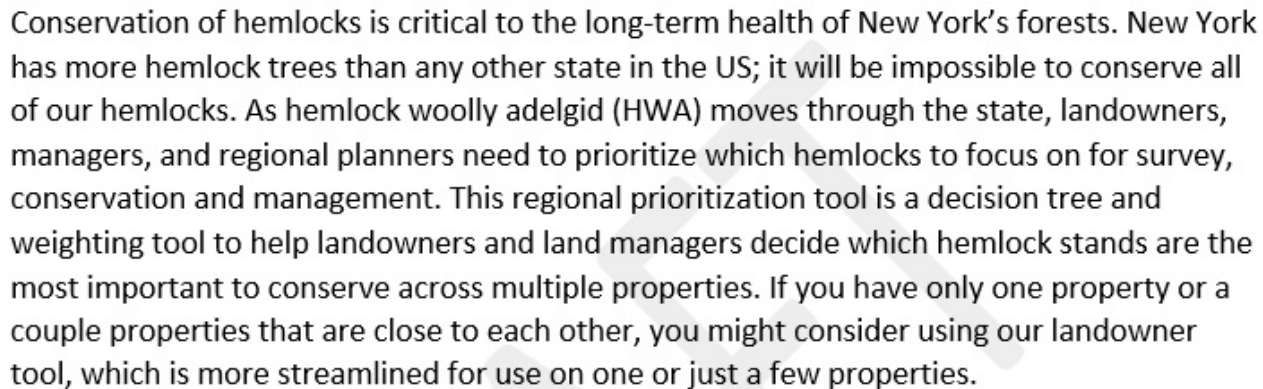 Conservation of hemlocks is critical to the long-term health of New York’s forests. New York
has more hemlock trees than any other state in the US; it will be impossible to conserve all
of our hemlocks. As hemlock woolly adelgid (HWA) moves through the state, landowners,
managers, and regional planners need to prioritize which hemlocks to focus on for survey,
conservation and management. This regional prioritization tool is a decision tree and
weighting tool to help landowners and land managers decide which hemlock stands are the
most important to conserve across multiple properties. If you have only one property or a
couple properties that are close to each other, you might consider using our landowner
tool, which is more streamlined for use on one or just a few properties.